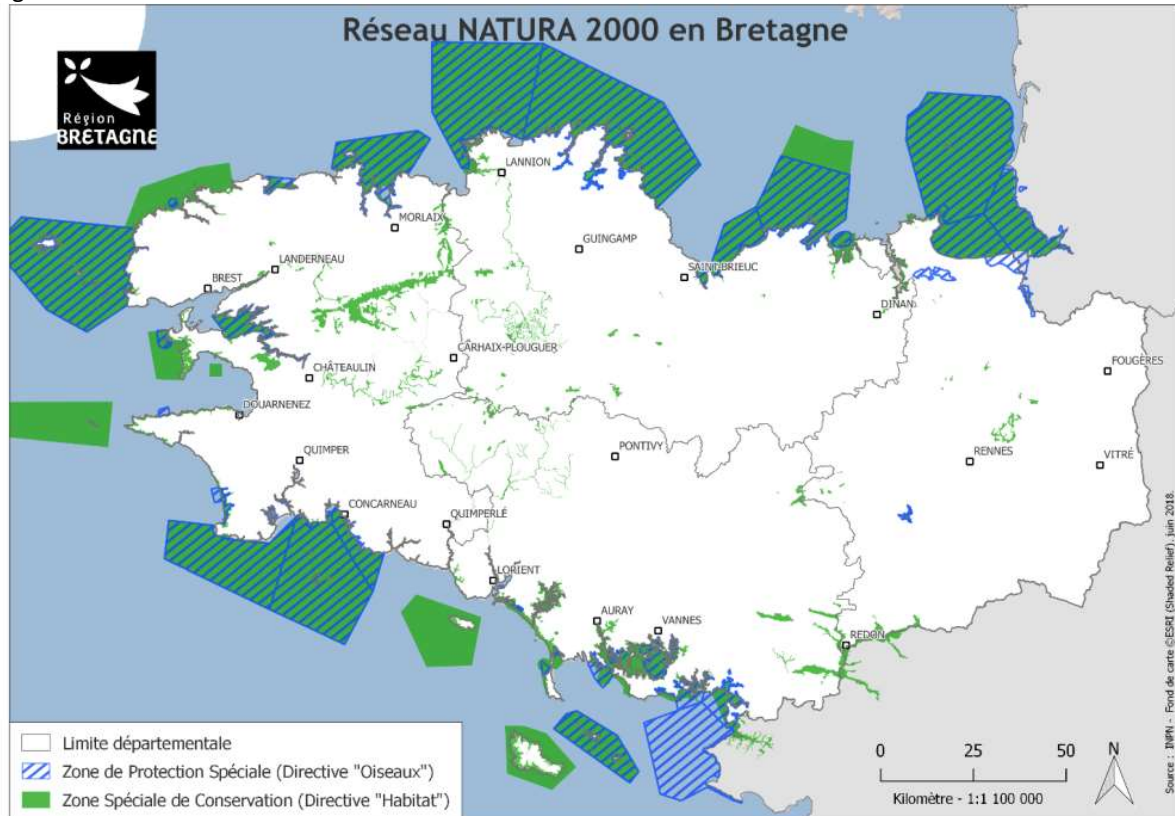 g
Réseau NATURA 2000 en Bretagne
Région
BRETAGNE
LANNION
MORLAIX
GUINGAMP
LANDERNEAU
BREST
SAINT-BRIEUC
DINAN
CARHAIX-PLOUGUER
CHÂTEAULIN
FOUGÈRES
DOUARNENEZ
QUIMPER
PONTIVY
RENNES
VITRÉ
CONCARNEAU
QUIMPERLÉ
LORIENT
AURAY
VANNES
REDON
Limite départementale
Zone de Protection Spéciale (Directive "Oiseaux")
Zone Spéciale de Conservation (Directive "Habitat")
0 25 50
Kilomètre - 1:1 100 000
N
Source : INPN - Fond de carte ©ESRI (Shaded Relief), juin 2018.